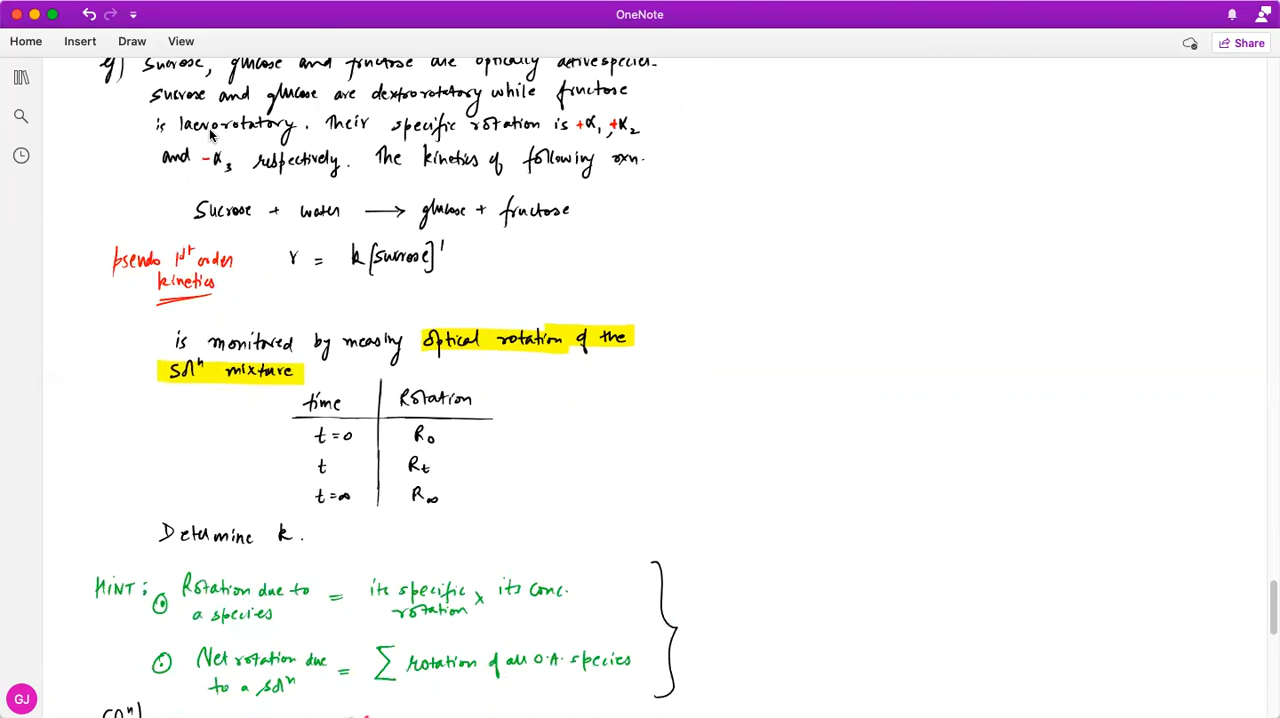 OneNote
Home Insert Draw View
Share
eg) Sucrose, glucose and fructose are optically active species.
sucrose and glucose are dextrorotatory while fructose
is laevorotatory. Their specific rotation is +α₁, +α₂
and -α₃ respectively. The kinetics of following rxn.
Sucrose + water ⟶ glucose + fructose
psendo 1st order
kinetics
r = k[sucrose]¹
is monitored by measing optical rotation of the
solⁿ mixture
time Rotation
t=0 R₀
t Rₜ
t=∞ R∞
Determine k.
HINT: ⊙ Rotation due to a species = its specific rotation × its conc.
⊙ Net rotation due to a solⁿ = ∑ rotation of all O.A. species
GJ
Solⁿ)